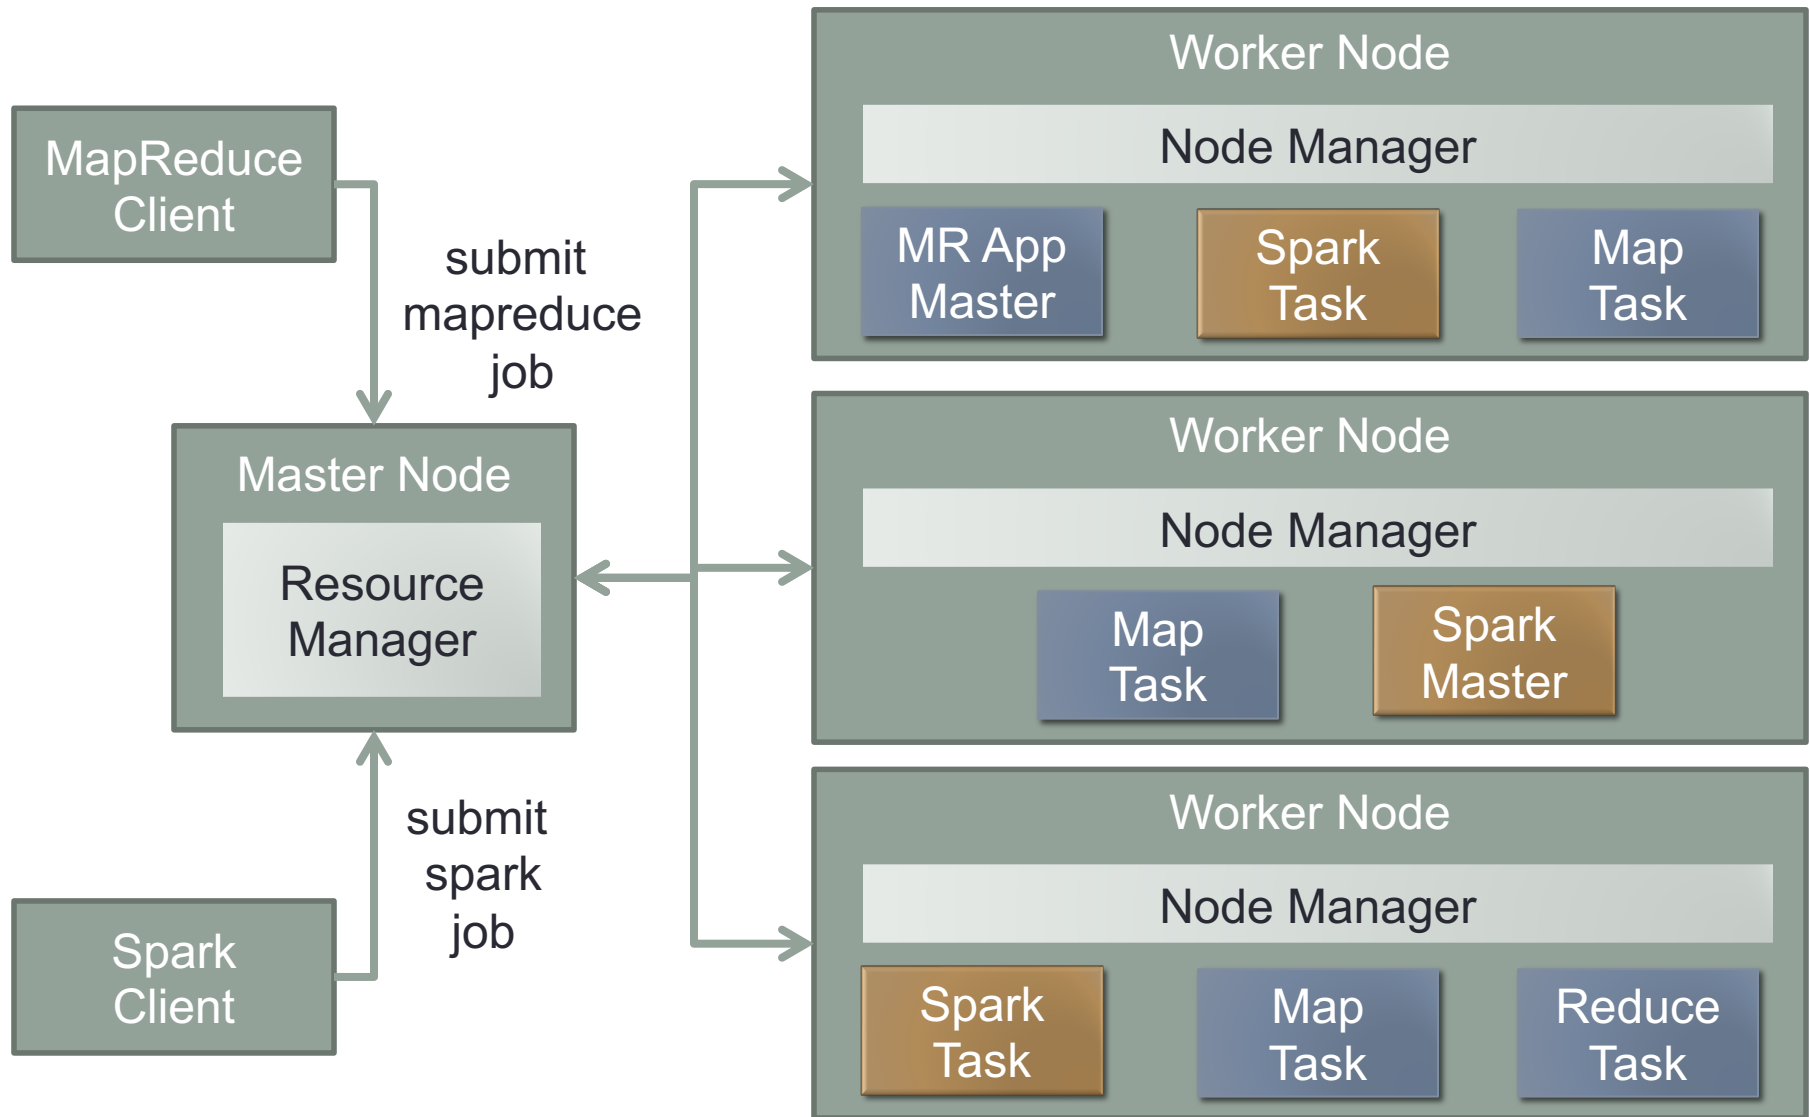 MapReduce
Client
submit
mapreduce
job
Master Node
Resource
Manager
submit
spark
job
Spark
Client
Worker Node
Node Manager
MR App
Master
Spark
Task
Map
Task
Worker Node
Node Manager
Map
Task
Spark
Master
Worker Node
Node Manager
Spark
Task
Map
Task
Reduce
Task